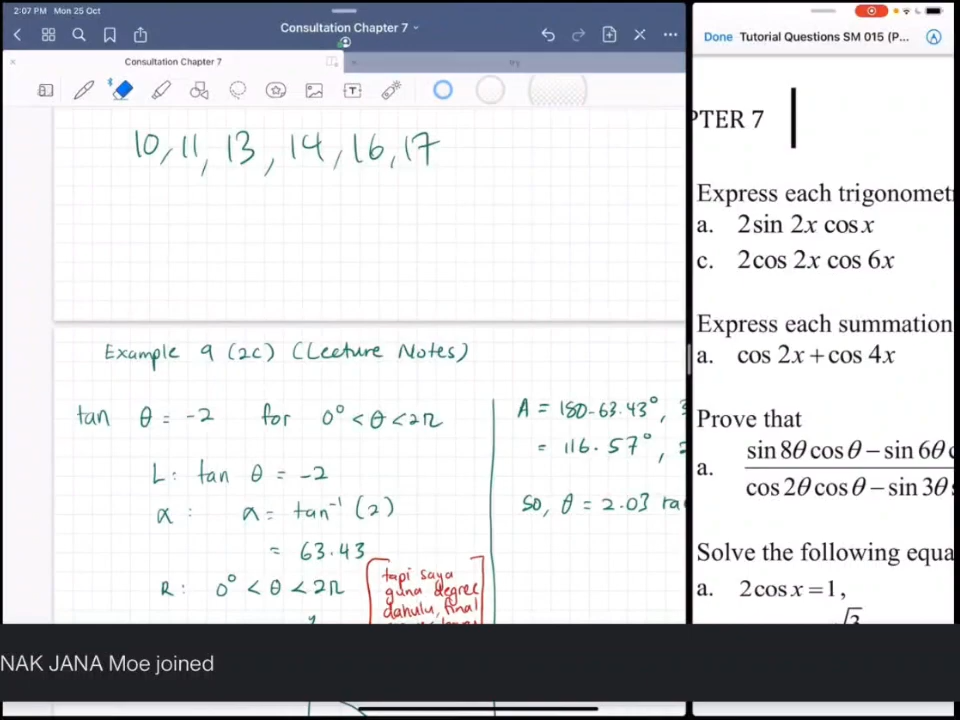 2:07 PM Mon 25 Oct
Consultation Chapter 7
Consultation Chapter 7
10, 11, 13, 14, 16, 17
Example 9 (2c) (Lecture Notes)
tan θ = -2 for 0° < θ < 2π
L: tan θ = -2
α: α = tan⁻¹ (2)
= 63.43
R: 0° < θ < 2π
tapi saya
guna degree
dahulu, final
A = 180-63.43°,
= 116.57°,
so, θ = 2.03 ra
Done Tutorial Questions SM 015 (P...
PTER 7
Express each trigonomet
a. 2sin 2x cos x
c. 2cos 2x cos 6x
Express each summation
a. cos 2x + cos 4x
Prove that
a. sin 8θ cos θ − sin 6θ c
cos 2θ cos θ − sin 3θ s
Solve the following equa
a. 2cos x = 1,
NAK JANA Moe joined